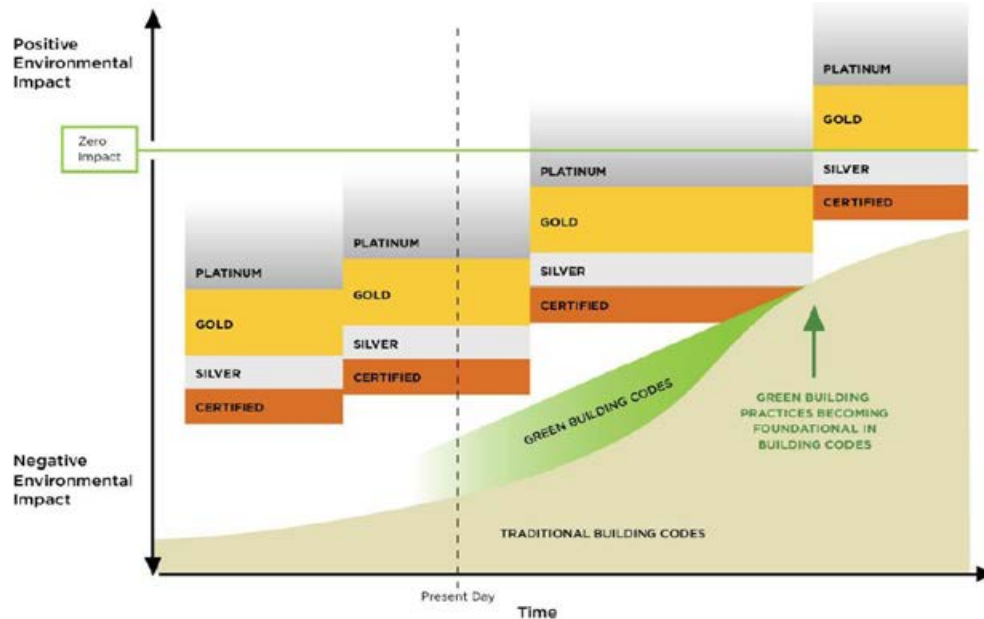 Positive
Environmental
Impact
Zero
Impact
PLATINUM
GOLD
SILVER
CERTIFIED
PLATINUM
GOLD
SILVER
CERTIFIED
PLATINUM
GOLD
SILVER
CERTIFIED
PLATINUM
GOLD
SILVER
CERTIFIED
GREEN BUILDING CODES
GREEN BUILDING
PRACTICES BECOMING
FOUNDATIONAL IN
BUILDING CODES
Negative
Environmental
Impact
TRADITIONAL BUILDING CODES
Present Day
Time